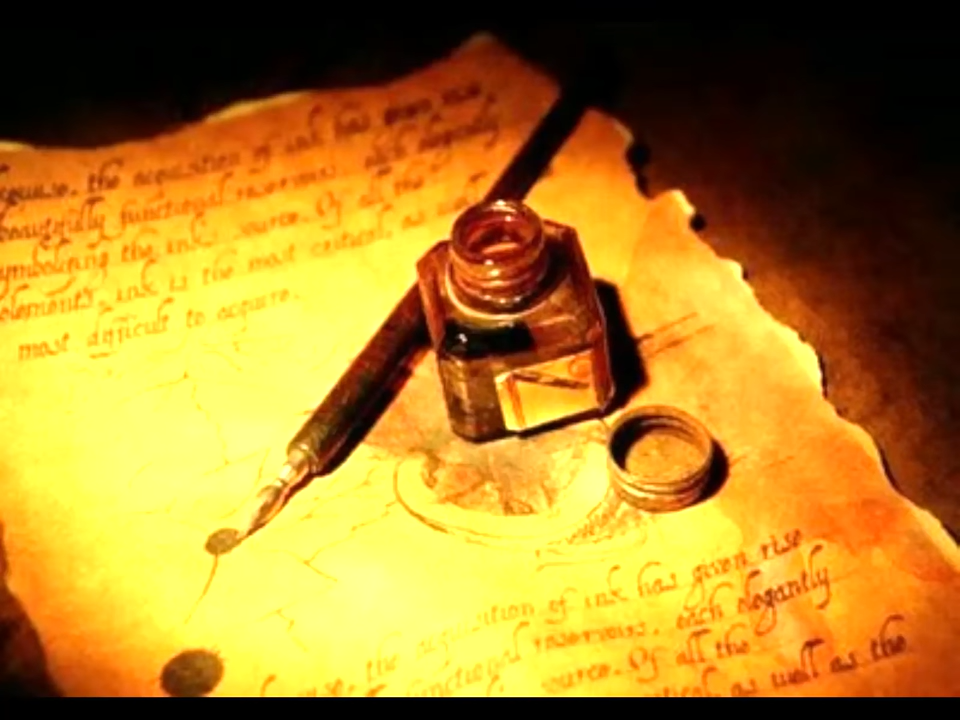 the acquisition of ink has given rise
beautifully functional reservoirs, each elegantly
symbolizing the ink's source. Of all the
elements, ink is the most critical, as well
most difficult to acquire.
the acquisition of ink has given rise
functional reservoirs, each elegantly
source. Of all the
critical, as well as the